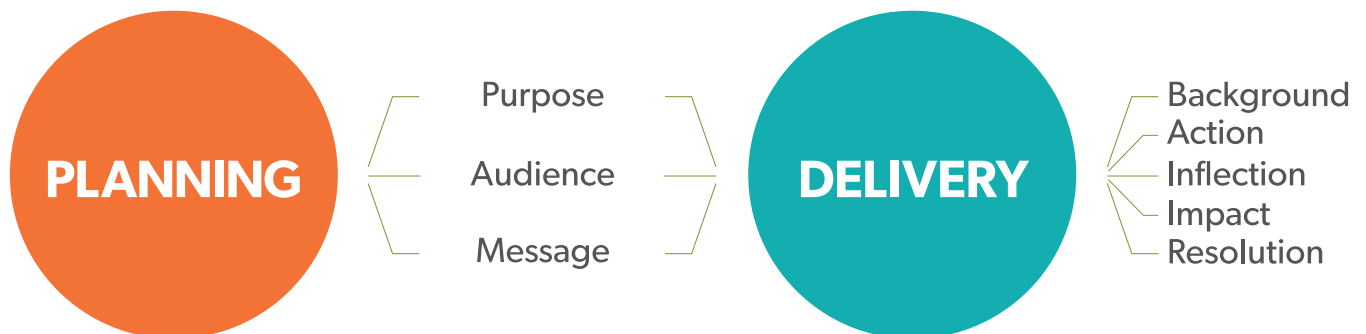 PLANNING
Purpose
Audience
Message
DELIVERY
Background
Action
Inflection
Impact
Resolution